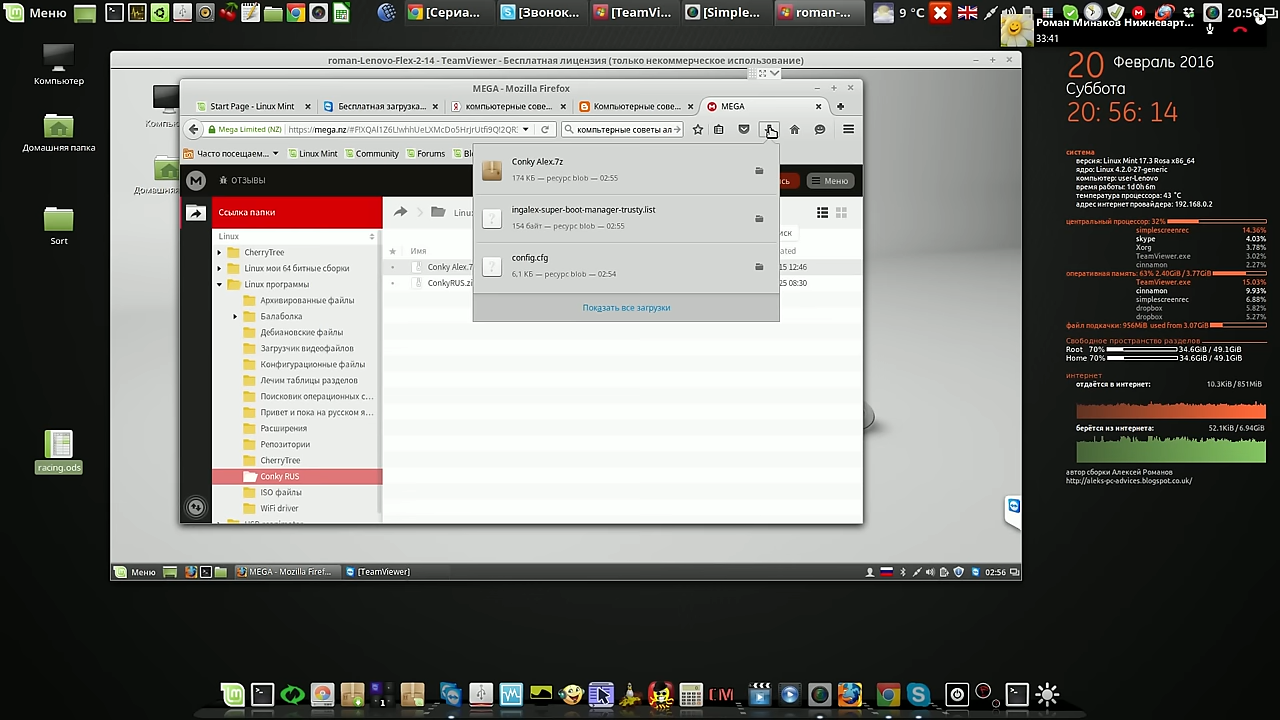 Меню
[Сериа...
[Звонок...
[TeamVi...
[Simple...
roman-...
9 °C
20:56
Роман Минаков Нижневарт...
33:41
Компьютер
Домашняя папка
Sort
racing.ods
roman-Lenovo-Flex-2-14 - TeamViewer - Бесплатная лицензия (только некоммерческое использование)
MEGA - Mozilla Firefox
Start Page - Linux Mint
Бесплатная загрузка...
компьютерные сове...
Компьютерные сов...
MEGA
Mega Limited (NZ)
компьютерные советы ал
Часто посещаем...
Linux Mint
Community
Forums
Bl
ОТЗЫВЫ
Меню
Conky Alex.7z
174 КБ — ресурс blob — 02:55
ingalex-super-boot-manager-trusty.list
154 байт — ресурс blob — 02:55
config.cfg
6,1 КБ — ресурс blob — 02:54
Показать все загрузки
Ссылка папки
Linux
CherryTree
Linux мои 64 битные сборки
Linux программы
Архивированные файлы
Балаболка
Дебиановские файлы
Загрузчик видеофайлов
Конфигурационные файлы
Лечим таблицы разделов
Поисковик операционных с...
Привет и пока на русском я...
Расширения
Репозитории
CherryTree
Conky RUS
ISO файлы
WiFi driver
Имя
Conky Alex.7
15 12:46
ConkyRUS.zi
25 08:30
Меню
MEGA - Mozilla Firef...
[TeamViewer]
02:56
20 Февраль 2016
Суббота
20: 56: 14
система
версия: Linux Mint 17.3 Rosa x86_64
ядро: Linux 4.2.0-27-generic
компьютер: user-Lenovo
время работы: 1d 0h 6m
температура процессора: 43 °C
адрес интернет провайдера: 192.168.0.2
центральный процессор: 32%
simplescreenrec 14.36%
skype 4.03%
Xorg 3.78%
TeamViewer.exe 3.02%
cinnamon 2.27%
оперативная память: 63% 2.40GiB / 3.77GiB
TeamViewer.exe 15.03%
cinnamon 9.93%
simplescreenrec 6.88%
dropbox 5.82%
dropbox 5.27%
файл подкачки: 956MiB used from 3.07GiB
Свободное пространство разделов
Root 70% 34.6GiB / 49.1GiB
Home 70% 34.6GiB / 49.1GiB
интернет
отдаётся в интернет: 10.3KiB / 851MiB
берётся из интернета: 52.1KiB / 6.94GiB
автор сборки Алексей Романов
http://aleks-pc-advices.blogspot.co.uk/